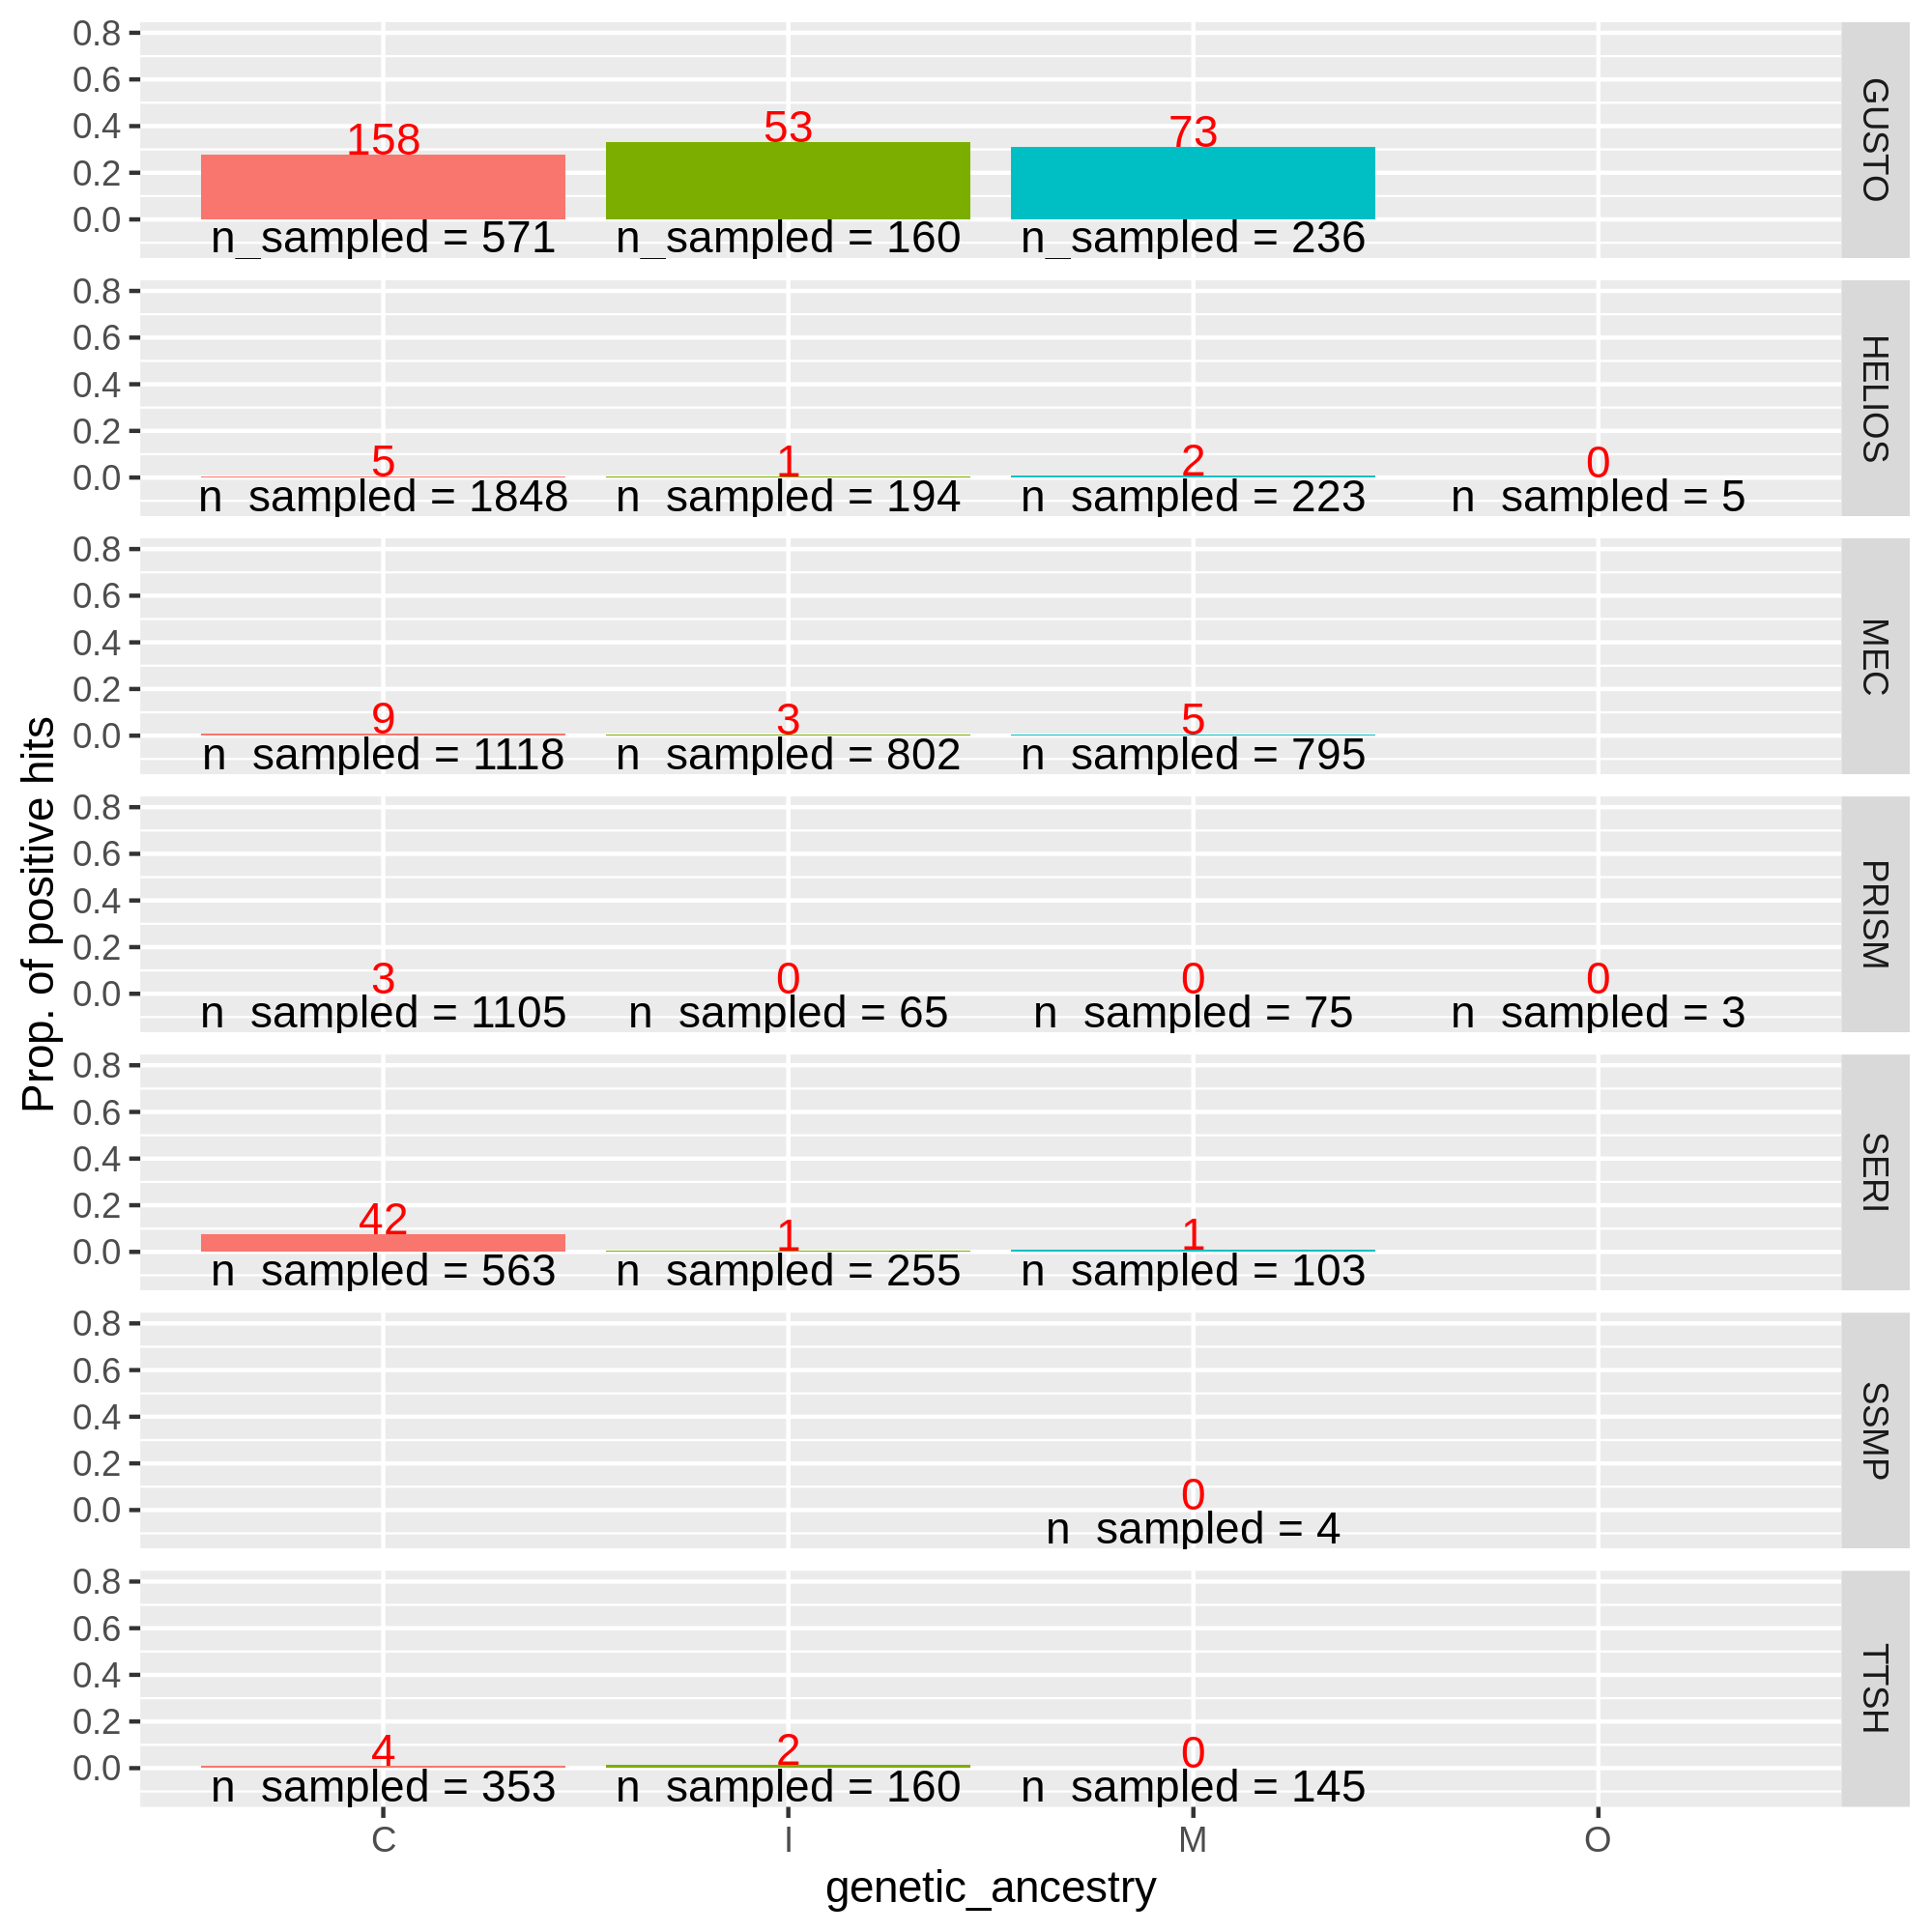 Prop. of positive hits
0.8
0.6
0.4
0.2
0.0
158
53
73
n_sampled = 571
n_sampled = 160
n_sampled = 236
GUSTO
0.8
0.6
0.4
0.2
0.0
5
1
2
0
n_sampled = 1848
n_sampled = 194
n_sampled = 223
n_sampled = 5
HELIOS
0.8
0.6
0.4
0.2
0.0
9
3
5
n_sampled = 1118
n_sampled = 802
n_sampled = 795
MEC
0.8
0.6
0.4
0.2
0.0
3
0
0
0
n_sampled = 1105
n_sampled = 65
n_sampled = 75
n_sampled = 3
PRISM
0.8
0.6
0.4
0.2
0.0
42
1
1
n_sampled = 563
n_sampled = 255
n_sampled = 103
SERI
0.8
0.6
0.4
0.2
0.0
0
n_sampled = 4
SSMP
0.8
0.6
0.4
0.2
0.0
4
2
0
n_sampled = 353
n_sampled = 160
n_sampled = 145
TTSH
C
I
M
O
genetic_ancestry